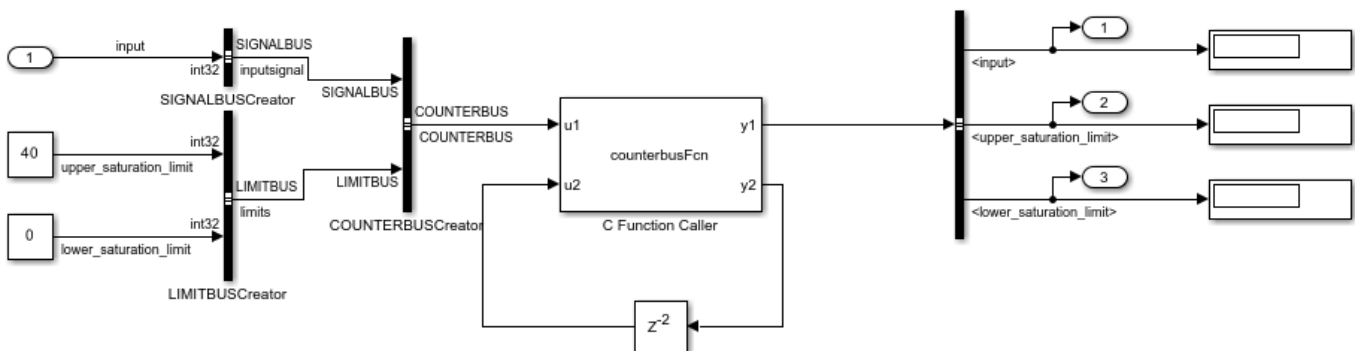 1
input
int32
SIGNALBUS
inputsignal
SIGNALBUSCreator
40
upper_saturation_limit
int32
0
lower_saturation_limit
int32
LIMITBUS
limits
LIMITBUSCreator
SIGNALBUS
LIMITBUS
COUNTERBUS
COUNTERBUS
COUNTERBUSCreator
u1
y1
counterbusFcn
u2
y2
C Function Caller
Z-2
1
<input>
2
<upper_saturation_limit>
3
<lower_saturation_limit>